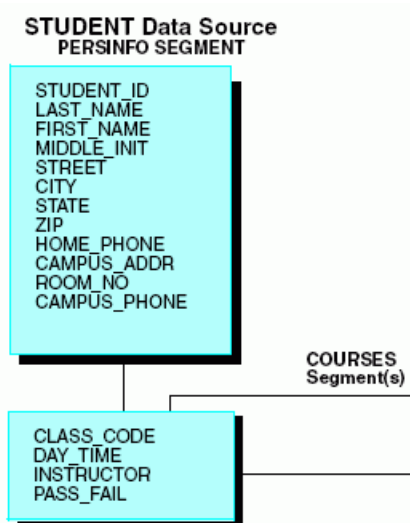 STUDENT Data Source
PERSINFO SEGMENT
STUDENT_ID
LAST_NAME
FIRST_NAME
MIDDLE_INIT
STREET
CITY
STATE
ZIP
HOME_PHONE
CAMPUS_ADDR
ROOM_NO
CAMPUS_PHONE
COURSES
Segment(s)
CLASS_CODE
DAY_TIME
INSTRUCTOR
PASS_FAIL